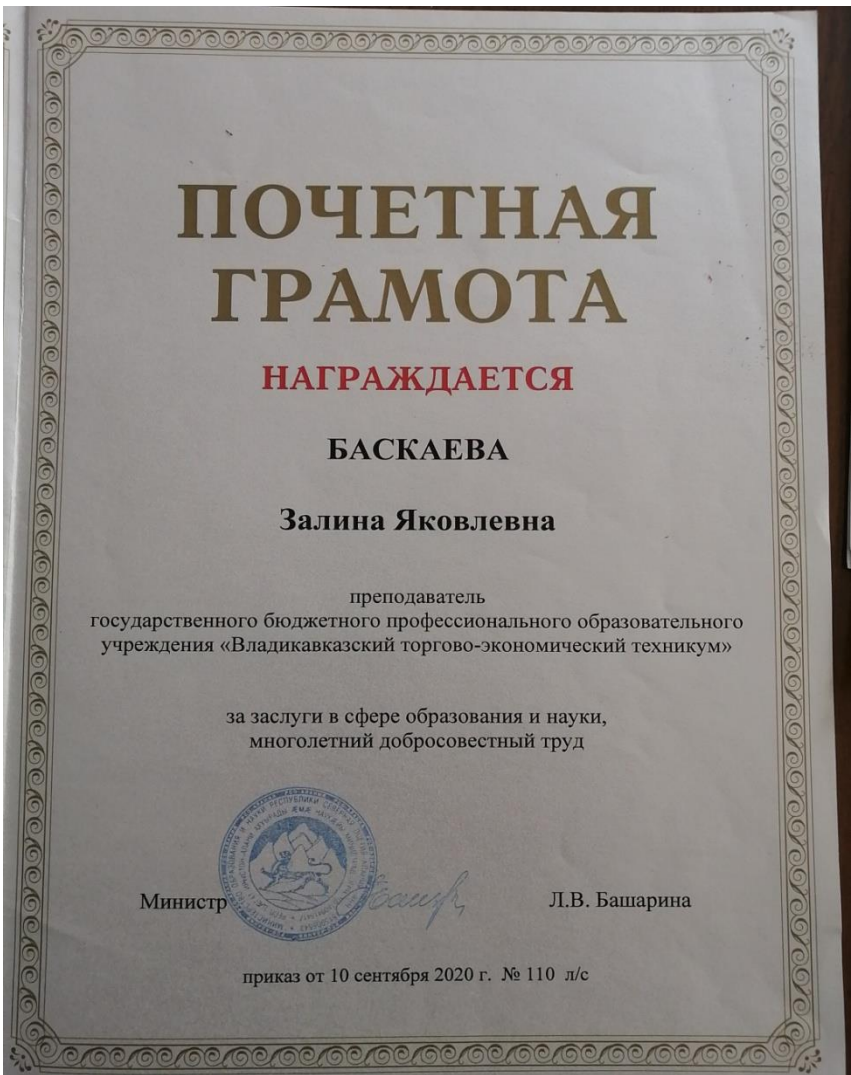 ПОЧЕТНАЯ
ГРАМОТА
НАГРАЖДАЕТСЯ
БАСКАЕВА
Залина Яковлевна
преподаватель
государственного бюджетного профессионального образовательного
учреждения «Владикавказский торгово-экономический техникум»
за заслуги в сфере образования и науки,
многолетний добросовестный труд
Министр
Л.В. Башарина
приказ от 10 сентября 2020 г. № 110 л/с